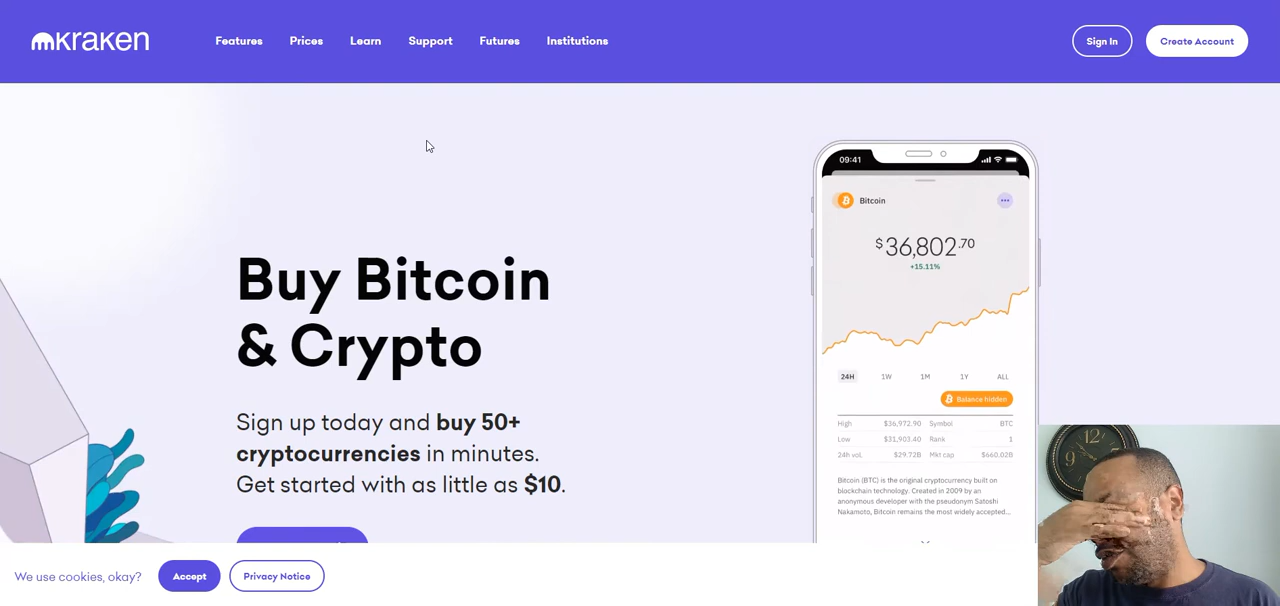 kraken
Features Prices Learn Support Futures Institutions
Sign In
Create Account
Buy Bitcoin
& Crypto
Sign up today and buy 50+
cryptocurrencies in minutes.
Get started with as little as $10.
We use cookies, okay?
Accept
Privacy Notice
09:41
Bitcoin
$36,802.70
+15.11%
24H 1W 1M 1Y ALL
Balance hidden
High $36,972.90 Symbol BTC
Low $31,903.40 Rank 1
24h vol. $29.72B Mkt cap $660.02B
Bitcoin (BTC) is the original cryptocurrency built on
blockchain technology. Created in 2009 by an
anonymous developer with the pseudonym Satoshi
Nakamoto, Bitcoin remains the most widely accepted...
12